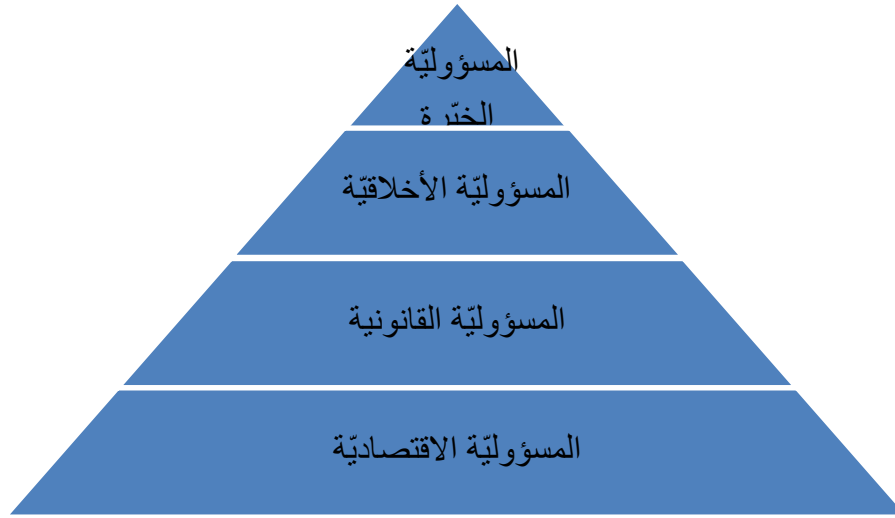 المسؤوليّة
الخيّرة
المسؤوليّة الأخلاقيّة
المسؤوليّة القانونية
المسؤوليّة الاقتصاديّة